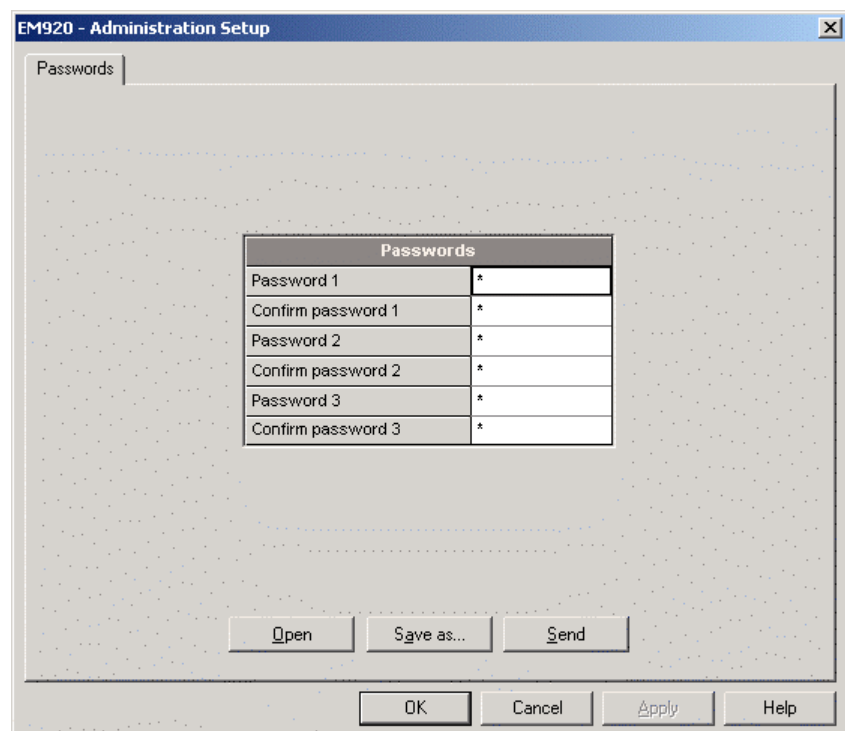 EM920 - Administration Setup
Passwords
Passwords
Password 1 *
Confirm password 1 *
Password 2 *
Confirm password 2 *
Password 3 *
Confirm password 3 *
Open Save as... Send
OK Cancel Apply Help